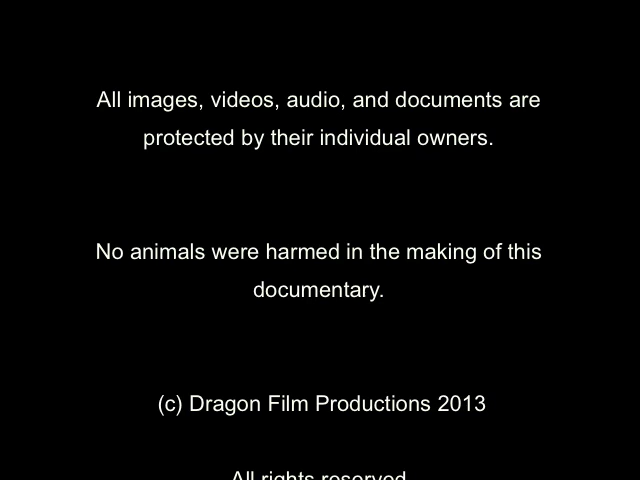 All images, videos, audio, and documents are
protected by their individual owners.
No animals were harmed in the making of this
documentary.
(c) Dragon Film Productions 2013
All rights reserved